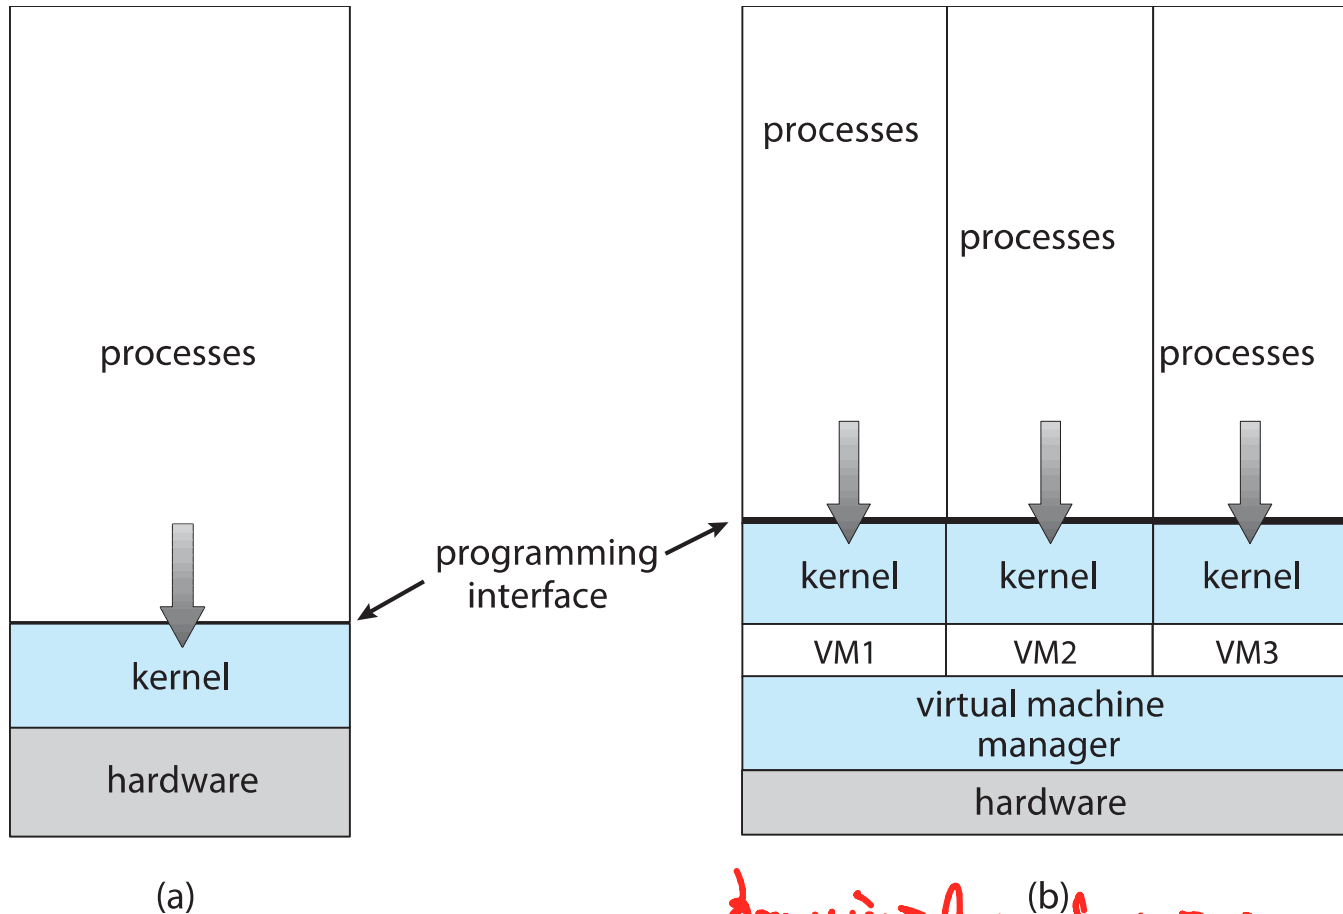 processes
kernel
hardware
(a)
programming
interface
processes
processes
processes
kernel
kernel
kernel
VM1
VM2
VM3
virtual machine
manager
hardware
(b)